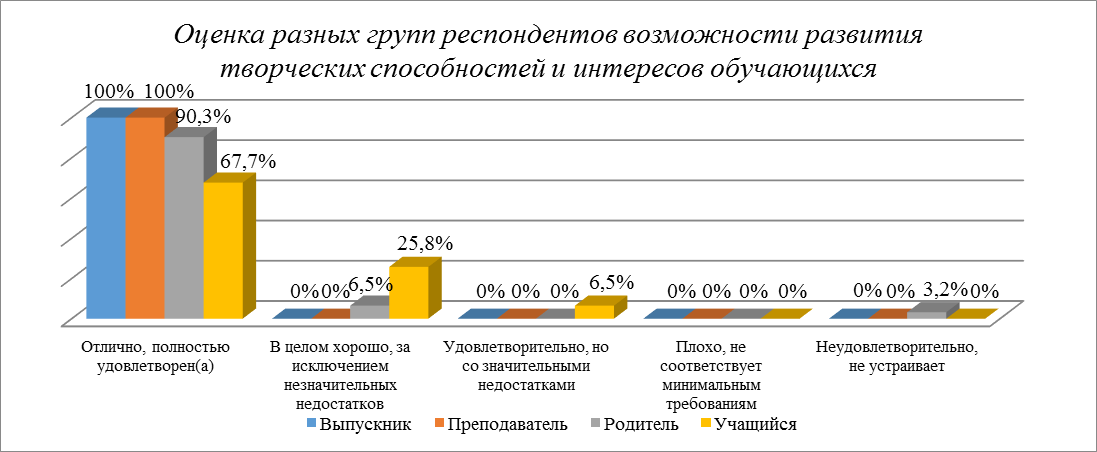 Оценка разных групп респондентов возможности развития
творческих способностей и интересов обучающихся
100% 100% 90,3% 67,7%
0% 0% 6,5% 25,8%
0% 0% 0% 6,5%
0% 0% 0% 0%
0% 0% 3,2% 0%
Отлично, полностью
удовлетворен(а)
В целом хорошо, за
исключением
незначительных
недостатков
Удовлетворительно, но
со значительными
недостатками
Плохо, не
соответствует
минимальным
требованиям
Неудовлетворительно,
не устраивает
Выпускник Преподаватель Родитель Учащийся